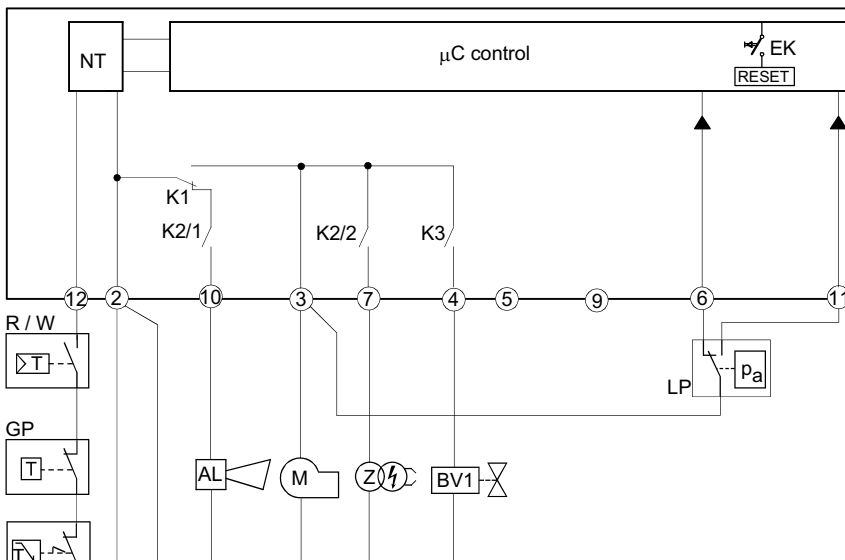 NT
μC control
EK
RESET
K1
K2/1
K2/2
K3
12
2
10
3
7
4
5
9
6
11
R / W
T
LP
pa
GP
T
AL
M
Z
BV1
T